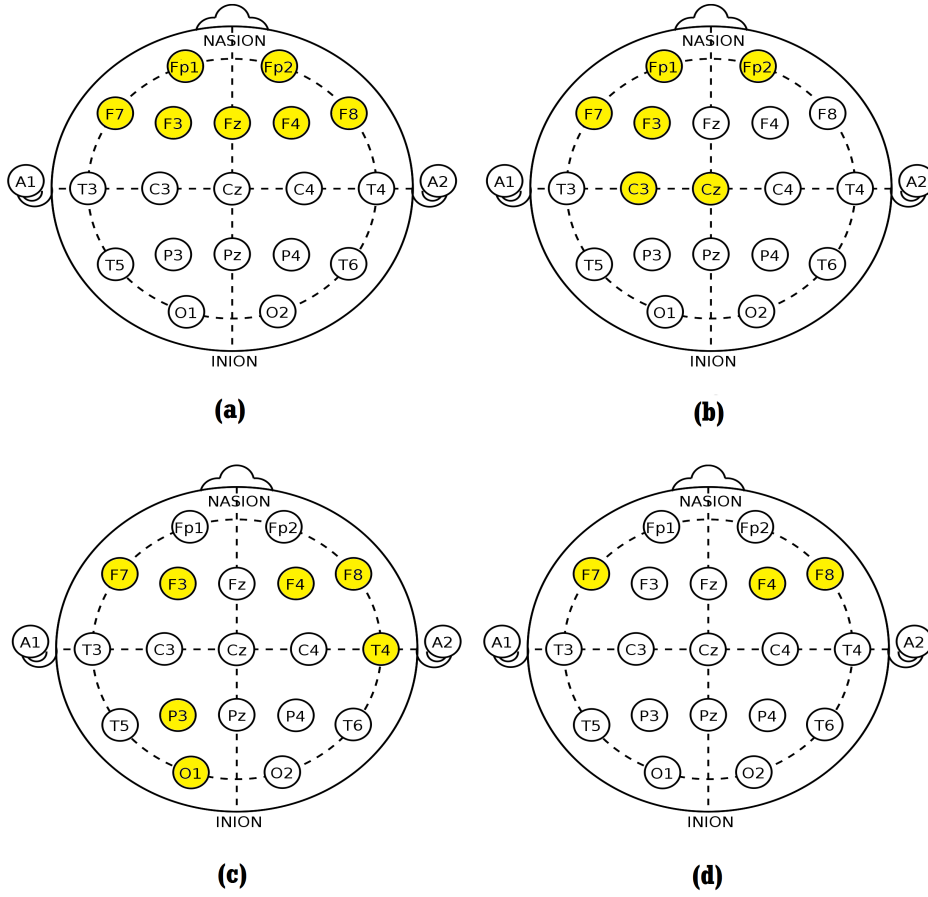 NASION
Fp1 Fp2
F7 F3 Fz F4 F8
A1 T3 C3 Cz C4 T4 A2
T5 P3 Pz P4 T6
O1 O2
INION
(a)
NASION
Fp1 Fp2
F7 F3 Fz F4 F8
A1 T3 C3 Cz C4 T4 A2
T5 P3 Pz P4 T6
O1 O2
INION
(b)
NASION
Fp1 Fp2
F7 F3 Fz F4 F8
A1 T3 C3 Cz C4 T4 A2
T5 P3 Pz P4 T6
O1 O2
INION
(c)
NASION
Fp1 Fp2
F7 F3 Fz F4 F8
A1 T3 C3 Cz C4 T4 A2
T5 P3 Pz P4 T6
O1 O2
INION
(d)